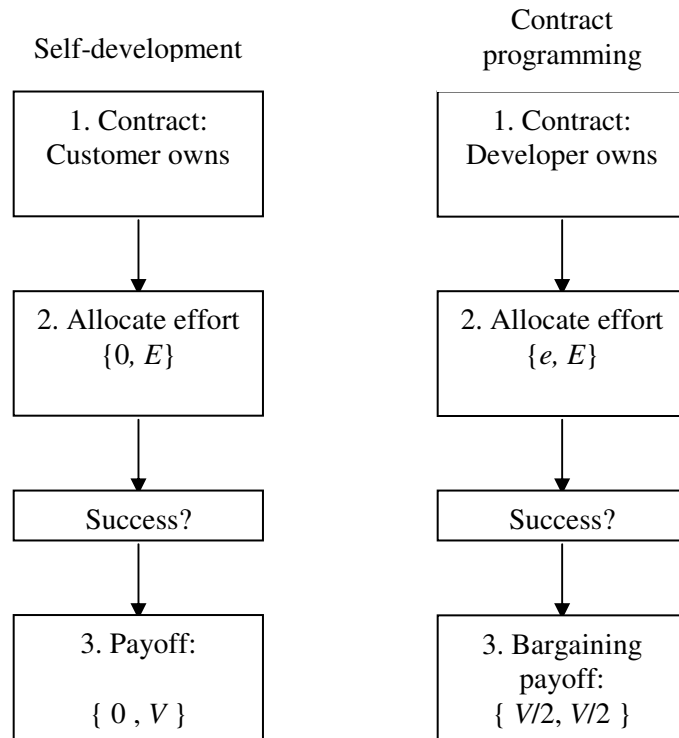 Self-development
1. Contract:
Customer owns
2. Allocate effort
{0, E}
Success?
3. Payoff:
{ 0 , V }
Contract
programming
1. Contract:
Developer owns
2. Allocate effort
{e, E}
Success?
3. Bargaining
payoff:
{ V/2, V/2 }